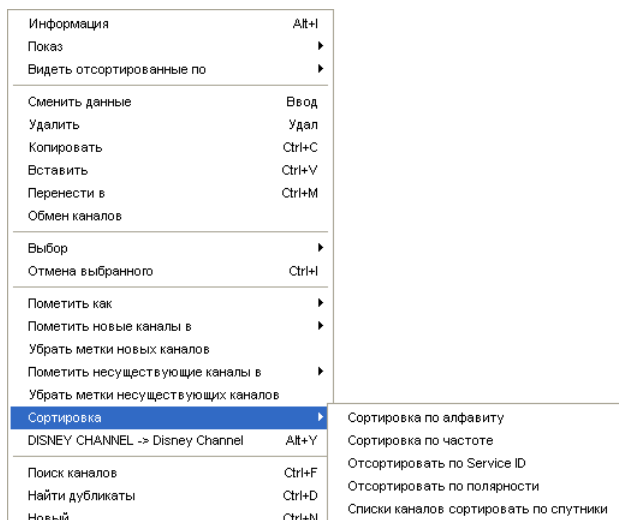 Информация Alt+I
Показ
Видеть отсортированные по
Сменить данные Ввод
Удалить Удал
Копировать Ctrl+C
Вставить Ctrl+V
Перенести в Ctrl+M
Обмен каналов
Выбор
Отмена выбранного Ctrl+I
Пометить как
Пометить новые каналы в
Убрать метки новых каналов
Пометить несуществующие каналы в
Убрать метки несуществующих каналов
Сортировка
DISNEY CHANNEL -> Disney Channel Alt+Y
Поиск каналов Ctrl+F
Найти дубликаты Ctrl+D
Новый Ctrl+N
Сортировка по алфавиту
Сортировка по частоте
Отсортировать по Service ID
Отсортировать по полярности
Списки каналов сортировать по спутники